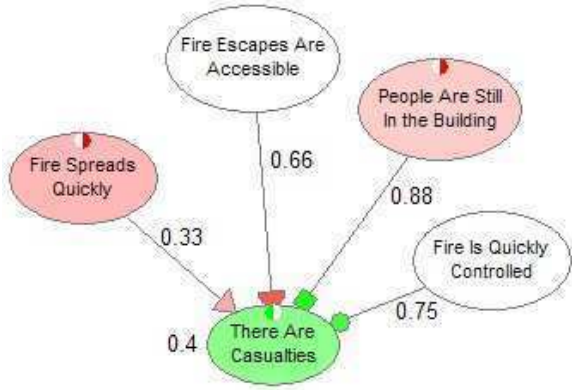 Fire Escapes Are
Accessible
People Are Still
In the Building
Fire Spreads
Quickly
0.66
0.88
0.33
Fire Is Quickly
Controlled
0.75
There Are
Casualties
0.4